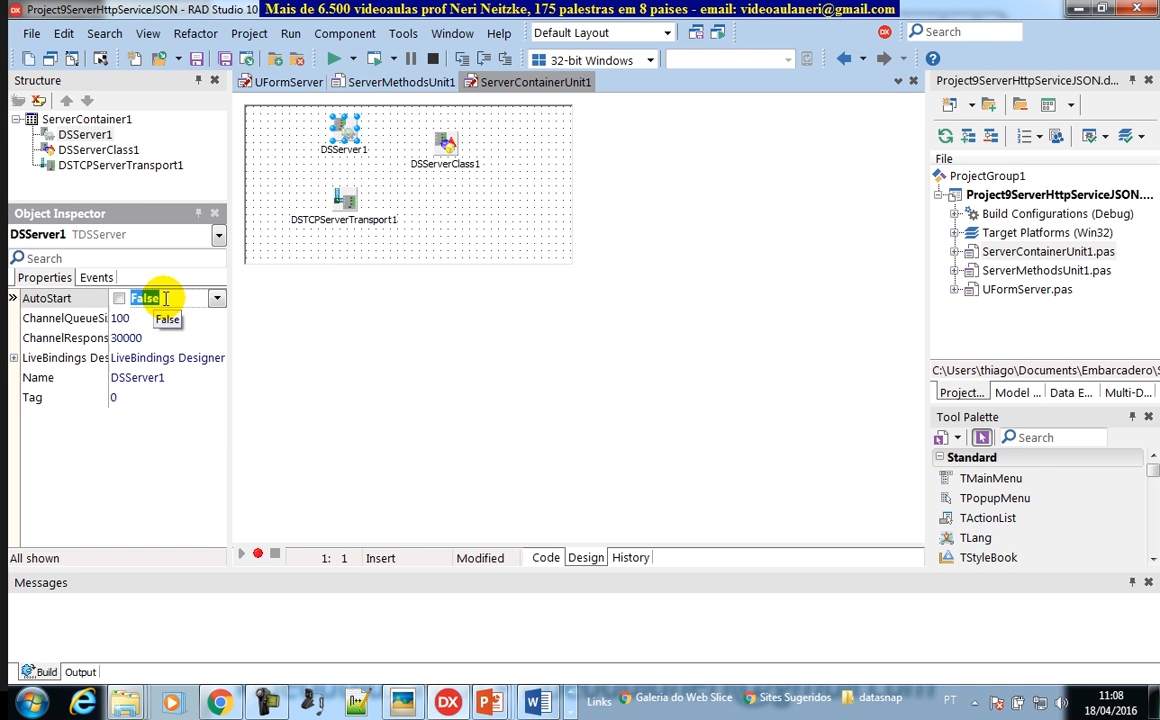 Project9ServerHttpServiceJSON - RAD Studio 10
Mais de 6.500 videoaulas prof Neri Neitzke, 175 palestras em 8 paises - email: videoaulaneri@gmail.com
File Edit Search View Refactor Project Run Component Tools Window Help
Default Layout
Search
32-bit Windows
Structure
ServerContainer1
DSServer1
DSServerClass1
DSTCPServerTransport1
Object Inspector
DSServer1 TDSServer
Search
Properties Events
AutoStart False
ChannelQueueSi 100
False
ChannelRespons 30000
LiveBindings Des LiveBindings Designer
Name DSServer1
Tag 0
All shown
UFormServer ServerMethodsUnit1 ServerContainerUnit1
DSServer1
DSServerClass1
DSTCPServerTransport1
1: 1 Insert Modified Code Design History
Project9ServerHttpServiceJSON.d...
File
ProjectGroup1
Project9ServerHttpServiceJSON....
Build Configurations (Debug)
Target Platforms (Win32)
ServerContainerUnit1.pas
ServerMethodsUnit1.pas
UFormServer.pas
C:\Users\thiago\Documents\Embarcadero\S
Project... Model ... Data E... Multi-D...
Tool Palette
Search
Standard
TMainMenu
TPopupMenu
TActionList
TLang
TStyleBook
Messages
Build Output
Links Galeria do Web Slice Sites Sugeridos datasnap PT
11:08
18/04/2016